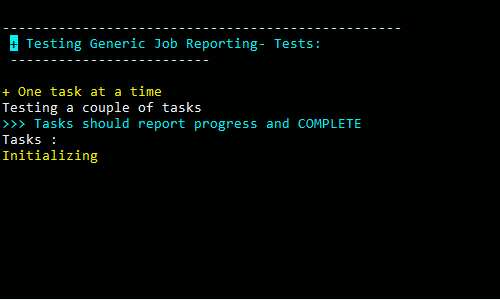 --------------------------------------------------
+ Testing Generic Job Reporting- Tests:
-------------------------
+ One task at a time
Testing a couple of tasks
>>> Tasks should report progress and COMPLETE
Tasks :
Initializing